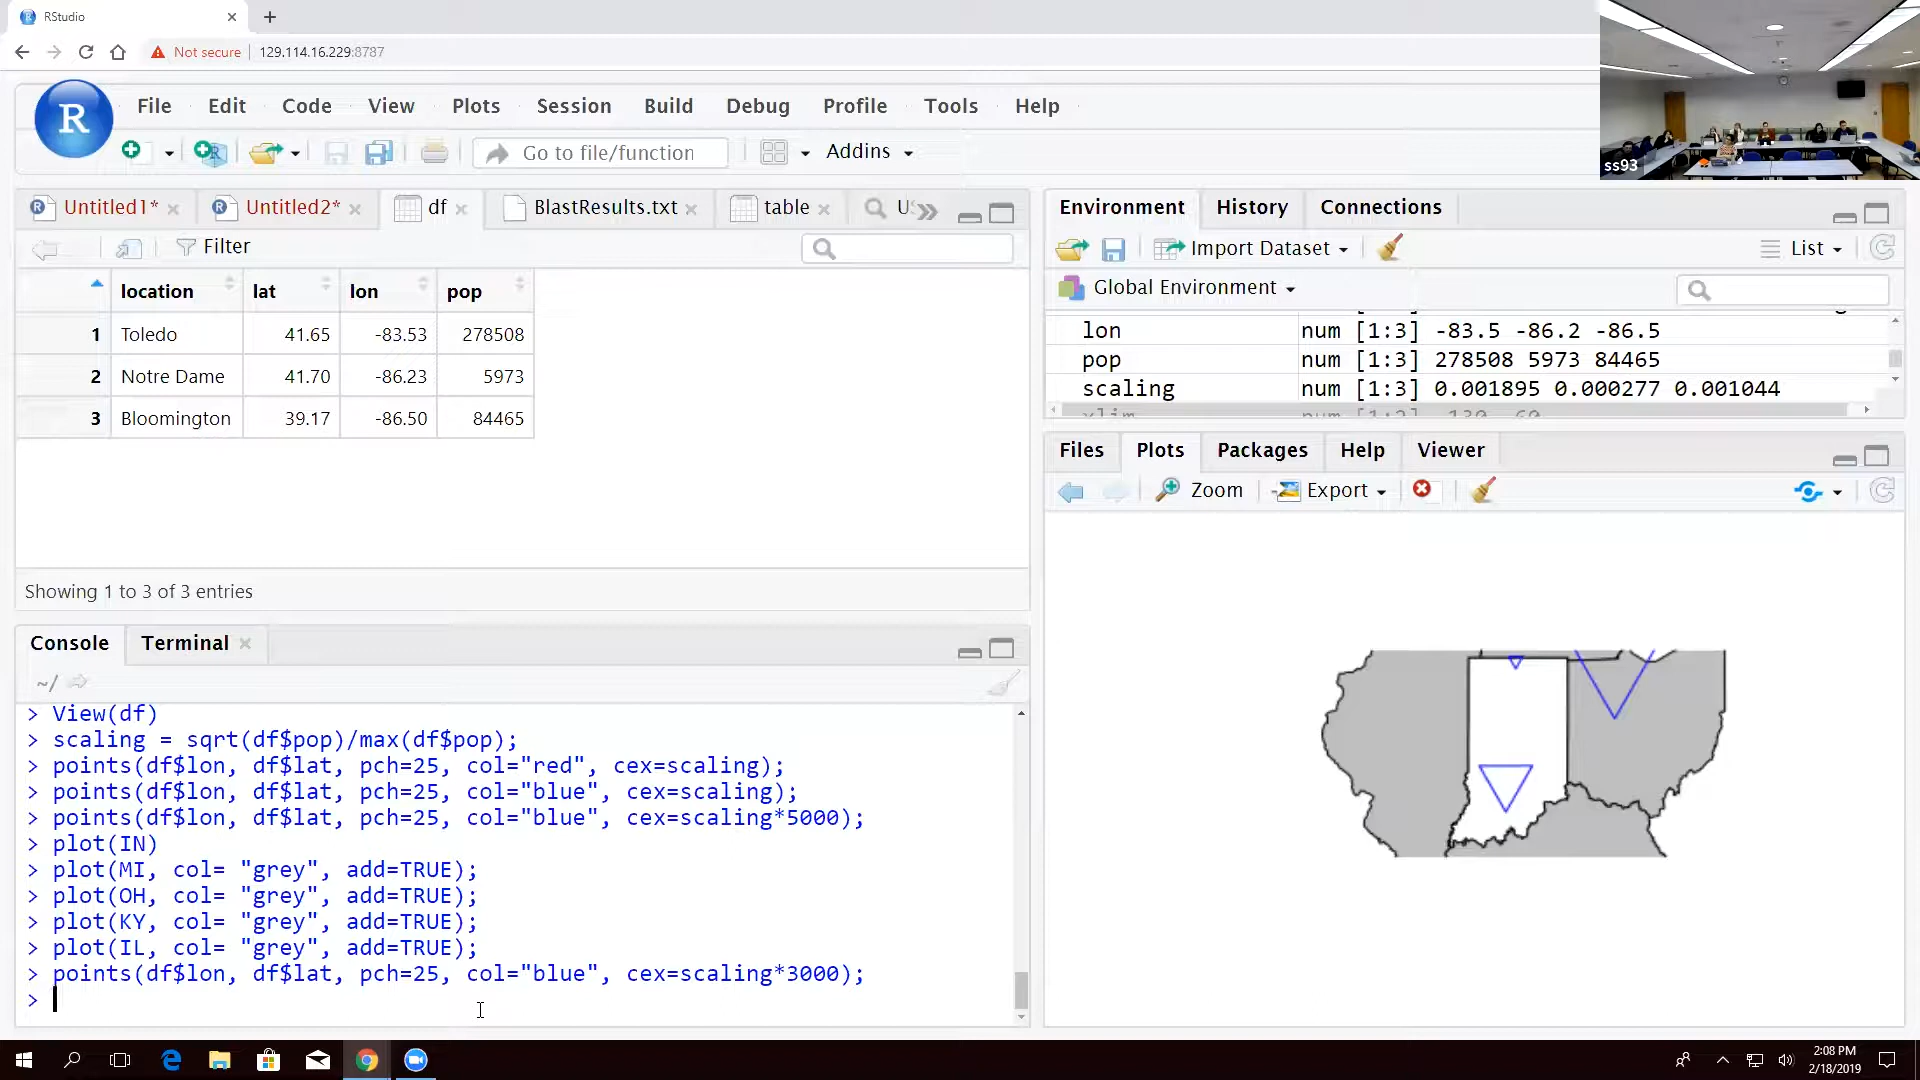 RStudio
Not secure
129.114.16.229:8787
ss93
R
File Edit Code View Plots Session Build Debug Profile Tools Help
Go to file/function
Addins
Untitled1* Untitled2* df BlastResults.txt table
Filter
location lat lon pop
1 Toledo 41.65 -83.53 278508
2 Notre Dame 41.70 -86.23 5973
3 Bloomington 39.17 -86.50 84465
Showing 1 to 3 of 3 entries
Console Terminal
~/
> View(df)
> scaling = sqrt(df$pop)/max(df$pop);
> points(df$lon, df$lat, pch=25, col="red", cex=scaling);
> points(df$lon, df$lat, pch=25, col="blue", cex=scaling);
> points(df$lon, df$lat, pch=25, col="blue", cex=scaling*5000);
> plot(IN)
> plot(MI, col= "grey", add=TRUE);
> plot(OH, col= "grey", add=TRUE);
> plot(KY, col= "grey", add=TRUE);
> plot(IL, col= "grey", add=TRUE);
> points(df$lon, df$lat, pch=25, col="blue", cex=scaling*3000);
>
Environment History Connections
Import Dataset
List
Global Environment
lon num [1:3] -83.5 -86.2 -86.5
pop num [1:3] 278508 5973 84465
scaling num [1:3] 0.001895 0.000277 0.001044
Files Plots Packages Help Viewer
Zoom Export
2:08 PM
2/18/2019